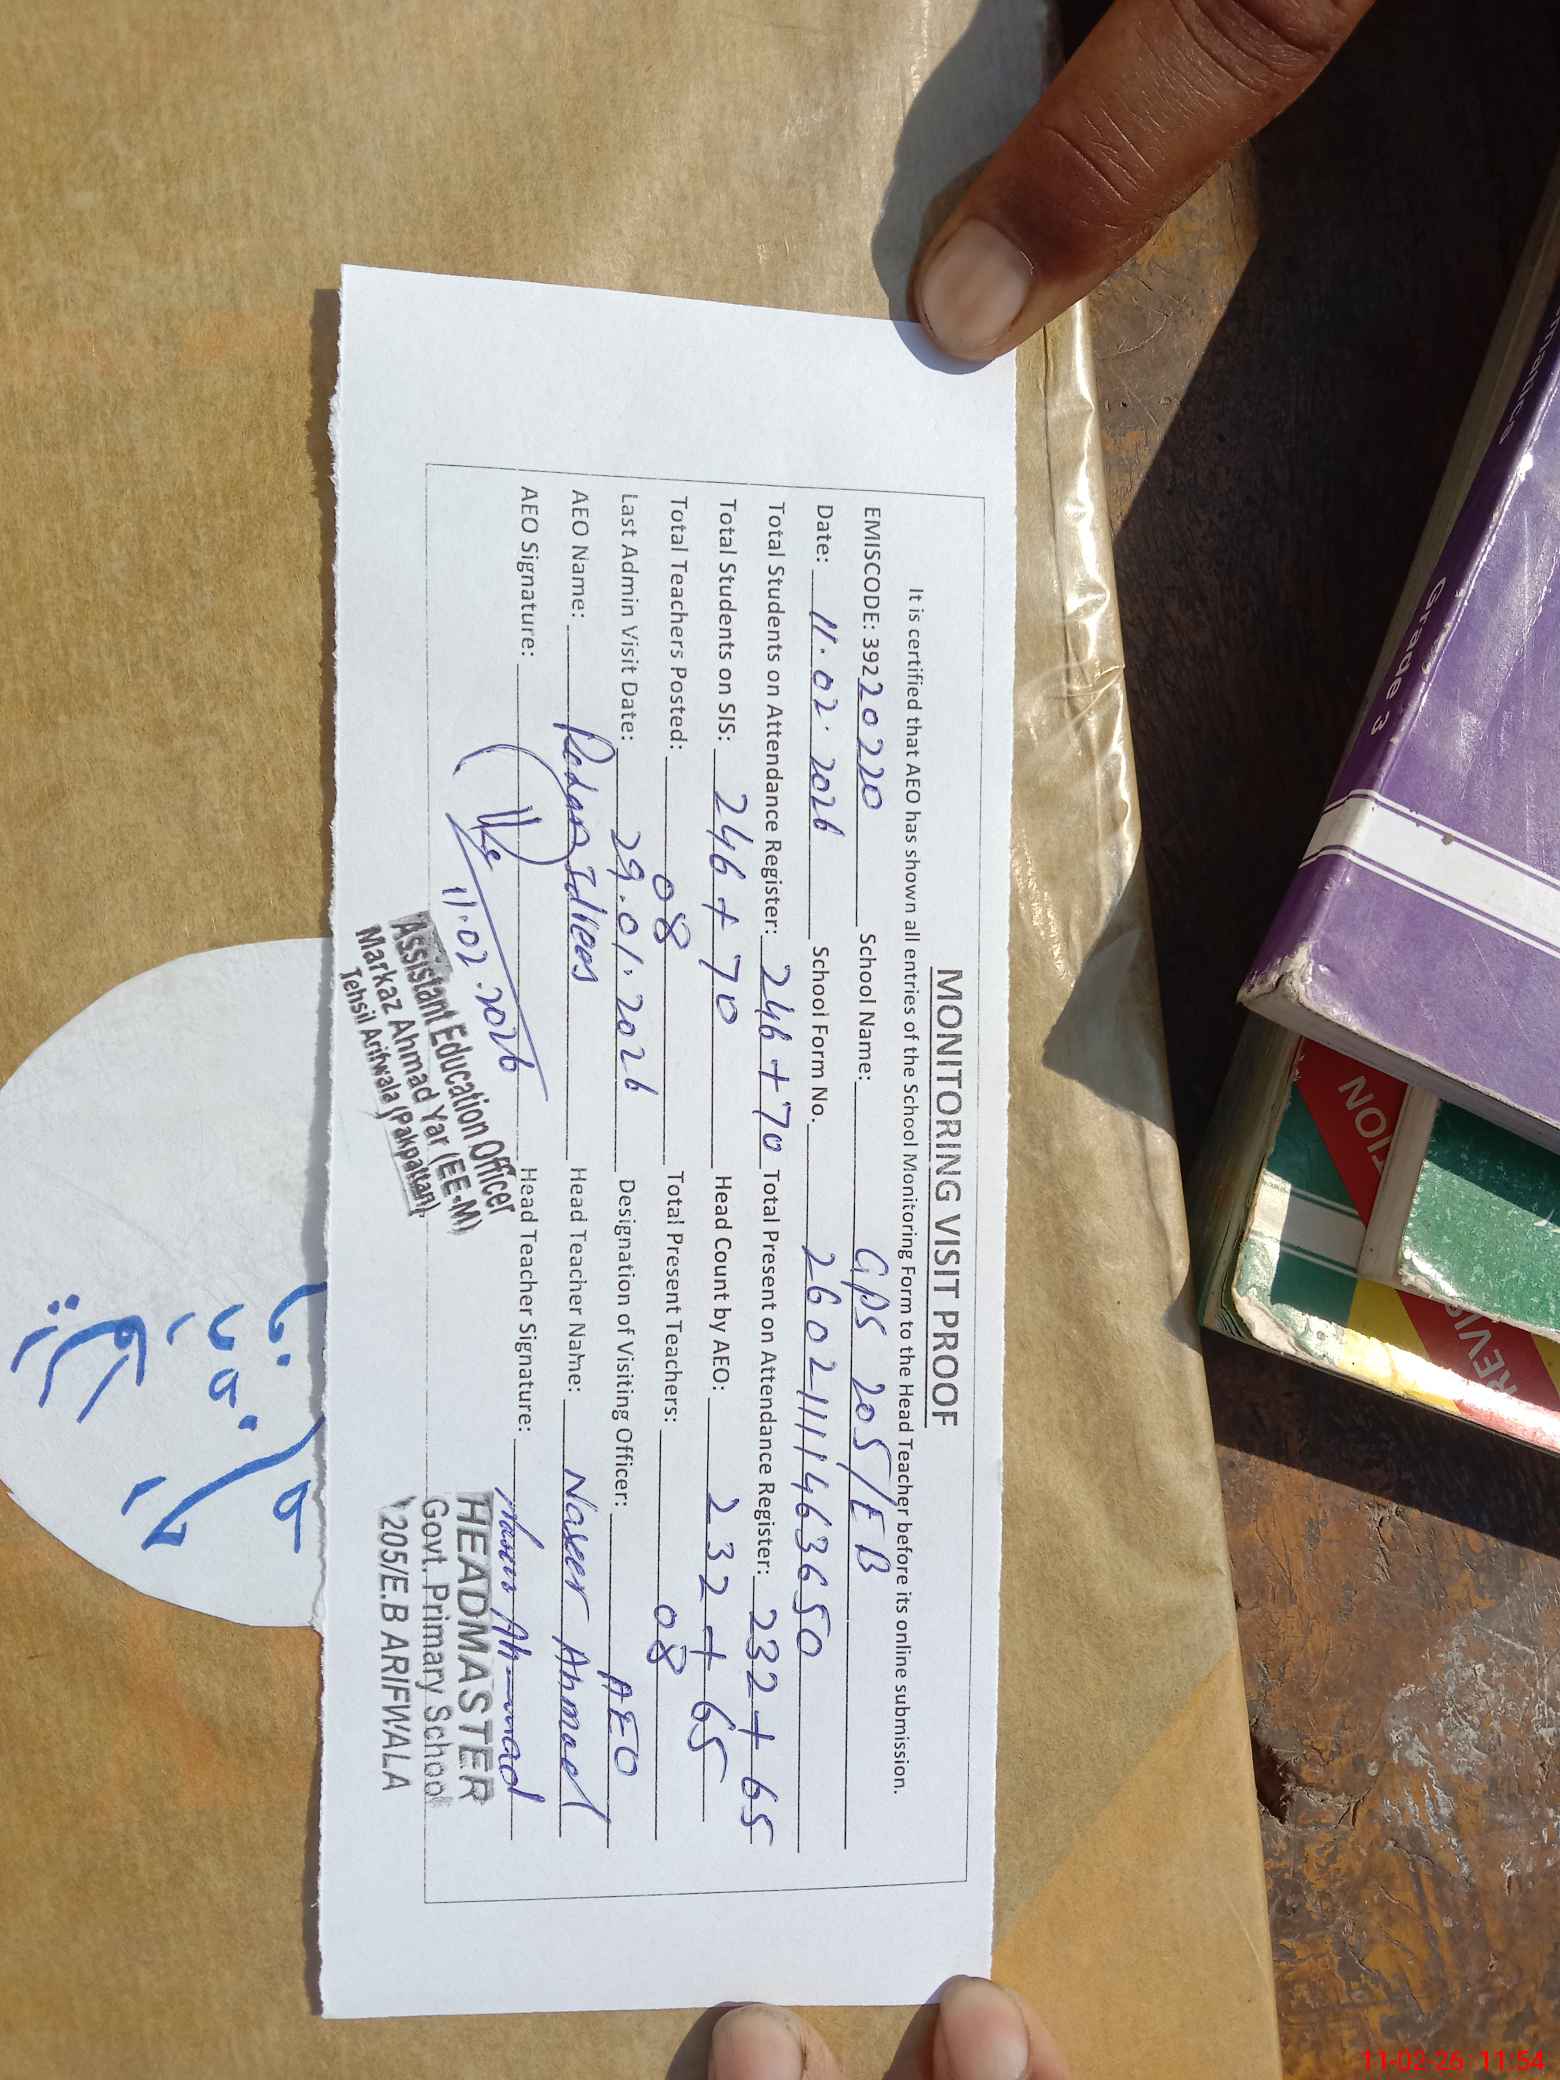 MONITORING VISIT PROOF
It is certified that AEO has shown all entries of the School Monitoring Form to the Head Teacher before its online submission.
EMISCODE: 39220220 School Name: GPS 205/EB
Date: 11.02.2026 School Form No. 2602111463650
Total Students on Attendance Register: 246+70 Total Present on Attendance Register: 232+65
Total Students on SIS: 246+70 Head Count by AEO: 232+65
Total Teachers Posted: 08 Total Present Teachers: 08
Last Admin Visit Date: 29.01.2026 Designation of Visiting Officer: AEO
AEO Name: Head Teacher Name: Naseer Ahmad
AEO Signature: 11.02.2026 Head Teacher Signature: Naseer Ahmad
Assistant Education Officer
Markaz Ahmad Yar (EE-M)
Tehsil Arifwala (Pakpattan)
HEADMASTER
Govt. Primary School
205/E.B ARIFWALA
Grade 3
REVI
TION
11-02-26 11:54